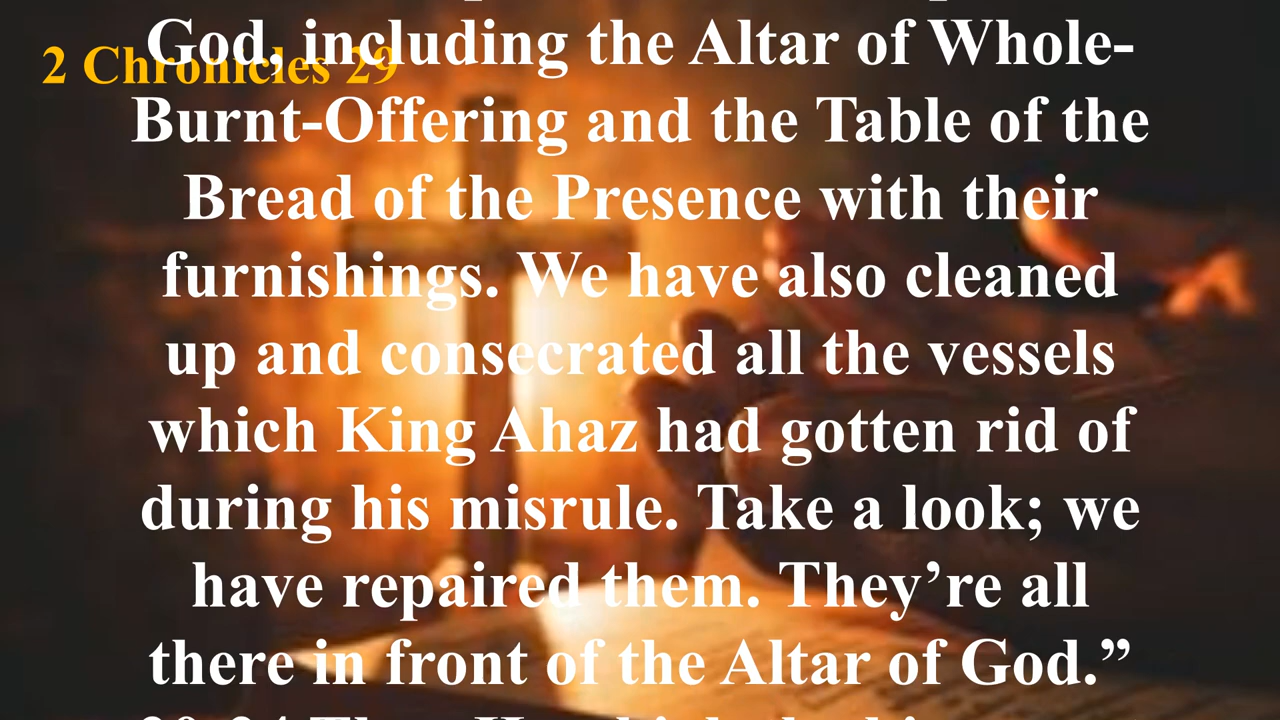 2 Chronicles 29
God, including the Altar of Whole-
Burnt-Offering and the Table of the
Bread of the Presence with their
furnishings. We have also cleaned
up and consecrated all the vessels
which King Ahaz had gotten rid of
during his misrule. Take a look; we
have repaired them. They’re all
there in front of the Altar of God.”